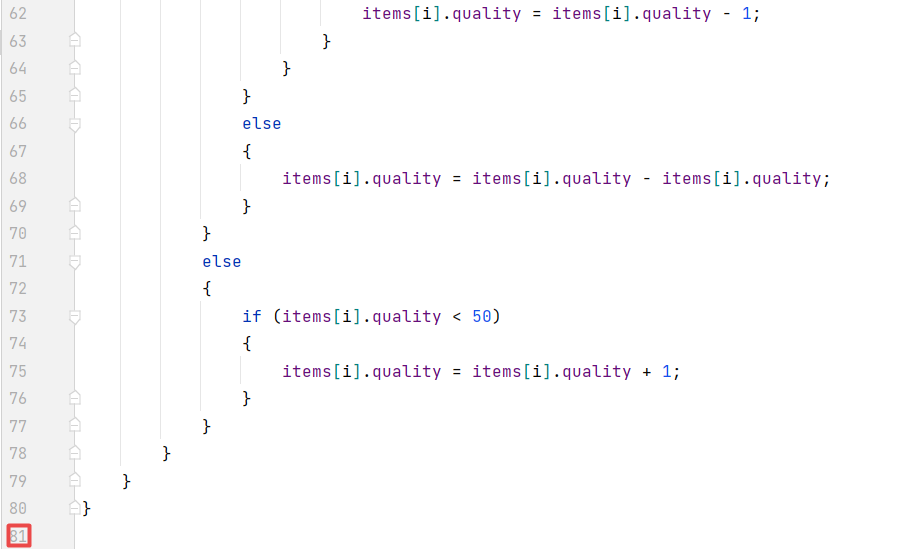 62 items[i].quality = items[i].quality - 1;
63 }
64 }
65 }
66 else
67 {
68 items[i].quality = items[i].quality - items[i].quality;
69 }
70 }
71 else
72 {
73 if (items[i].quality < 50)
74 {
75 items[i].quality = items[i].quality + 1;
76 }
77 }
78 }
79 }
80 }
81